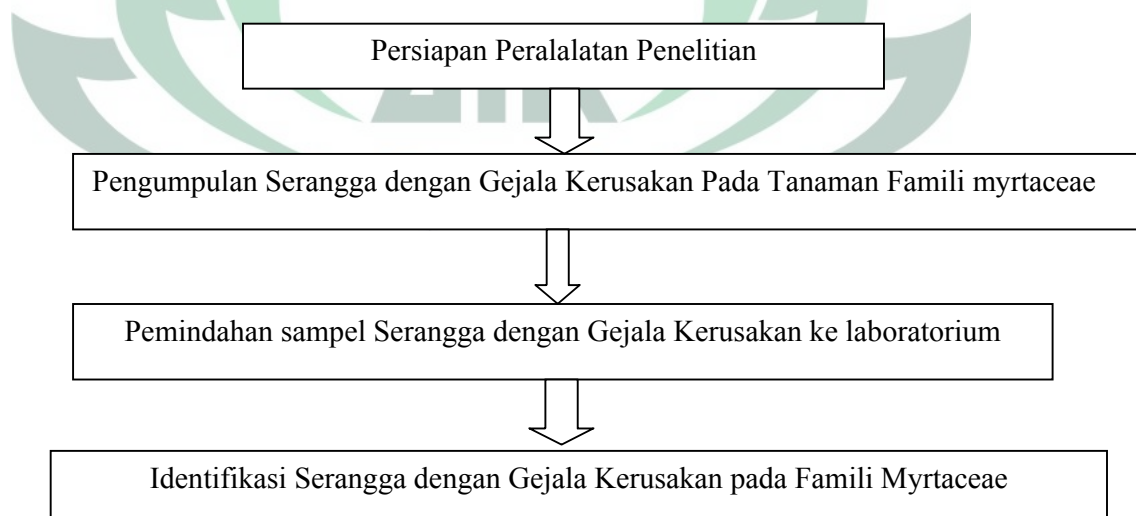 Persiapan Peralalatan Penelitian
Pengumpulan Serangga dengan Gejala Kerusakan Pada Tanaman Famili myrtaceae
Pemindahan sampel Serangga dengan Gejala Kerusakan ke laboratorium
Identifikasi Serangga dengan Gejala Kerusakan pada Famili Myrtaceae